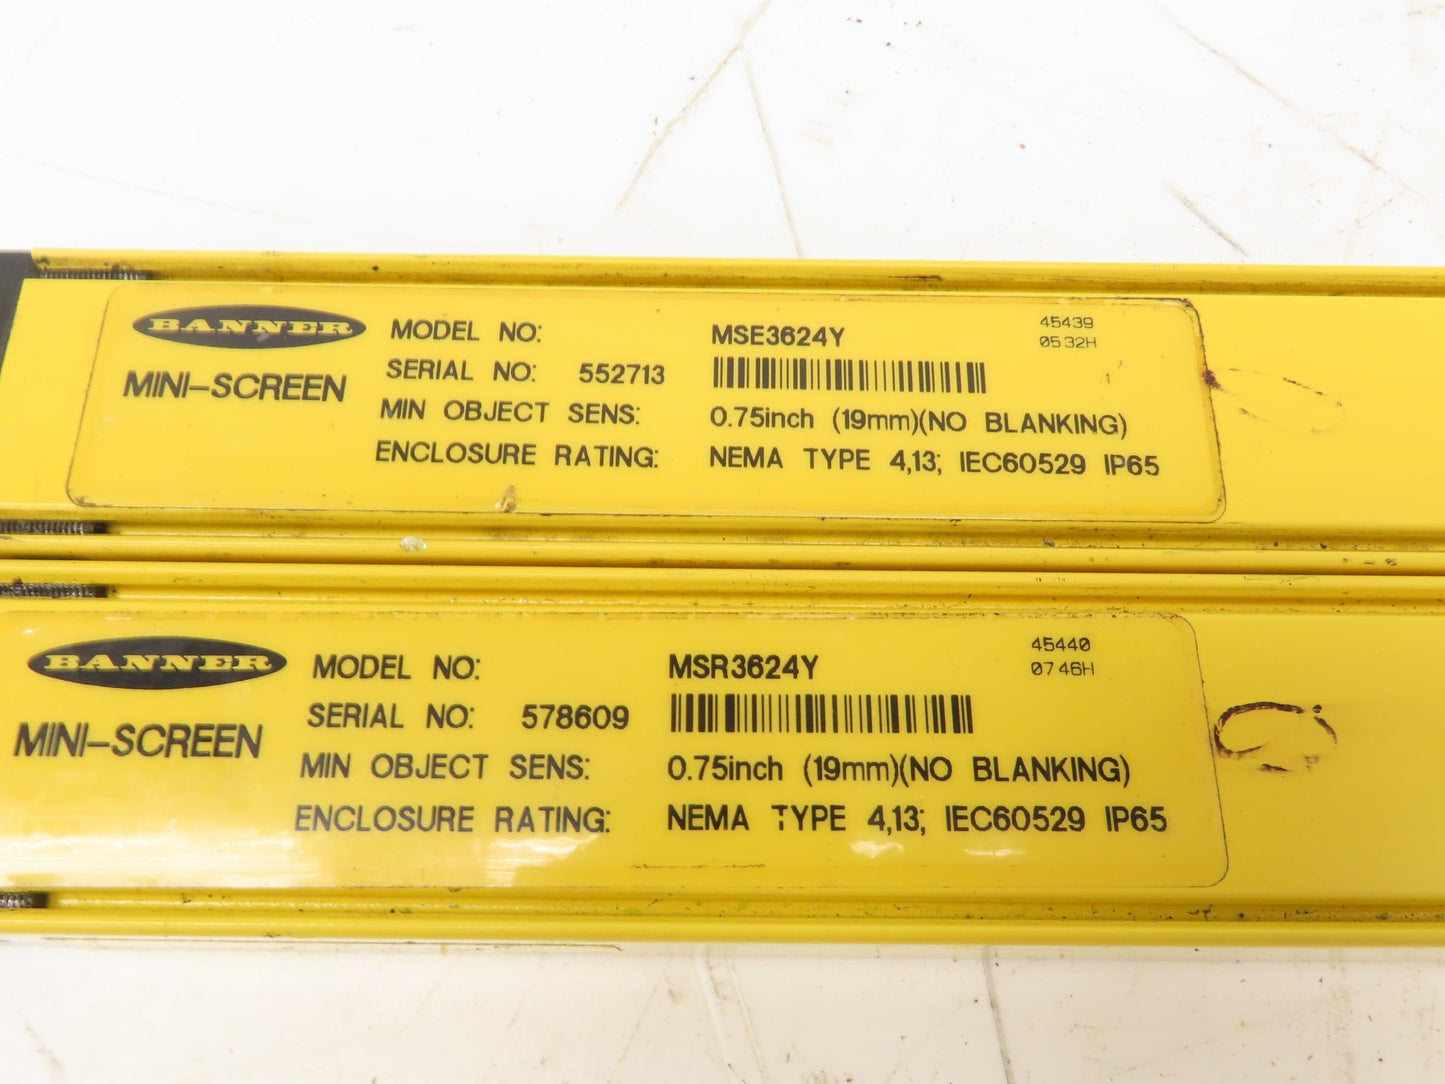 BANNER MODEL NO: MSE3624Y 45439
0532H
MINI-SCREEN SERIAL NO: 552713
MIN OBJECT SENS: 0.75inch (19mm)(NO BLANKING)
ENCLOSURE RATING: NEMA TYPE 4,13; IEC60529 IP65
BANNER MODEL NO: MSR3624Y 45440
0746H
MINI-SCREEN SERIAL NO: 578609
MIN OBJECT SENS: 0.75inch (19mm)(NO BLANKING)
ENCLOSURE RATING: NEMA TYPE 4,13; IEC60529 IP65